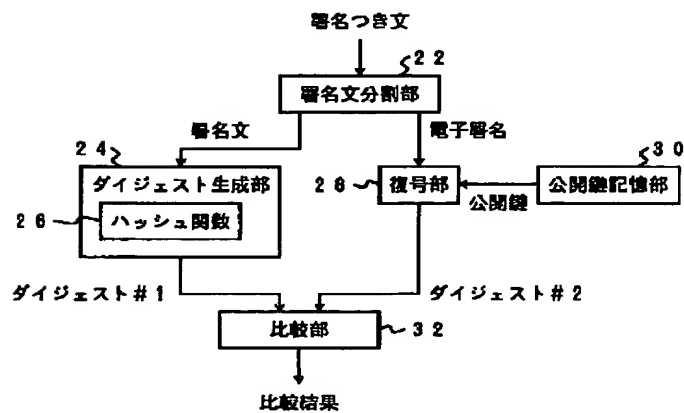 署名つき文
２２
署名文分割部
署名文
電子署名
２４
３０
ダイジェスト生成部
２８
復号部
公開鍵
公開鍵記憶部
２６
ハッシュ関数
ダイジェスト＃１
ダイジェスト＃２
比較部
３２
比較結果